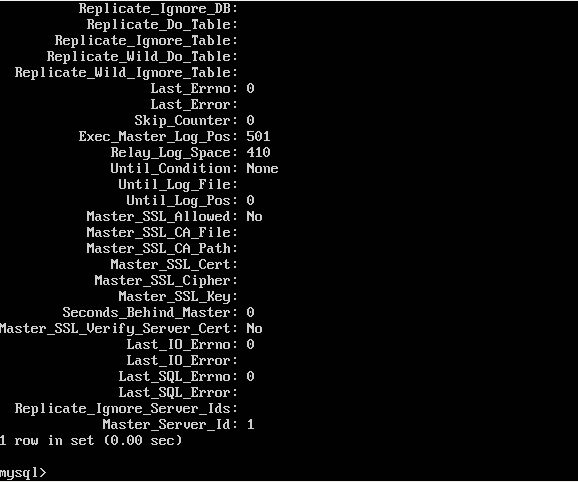 Replicate_Ignore_DB:
Replicate_Do_Table:
Replicate_Ignore_Table:
Replicate_Wild_Do_Table:
Replicate_Wild_Ignore_Table:
Last_Errno: 0
Last_Error:
Skip_Counter: 0
Exec_Master_Log_Pos: 501
Relay_Log_Space: 410
Until_Condition: None
Until_Log_File:
Until_Log_Pos: 0
Master_SSL_Allowed: No
Master_SSL_CA_File:
Master_SSL_CA_Path:
Master_SSL_Cert:
Master_SSL_Cipher:
Master_SSL_Key:
Seconds_Behind_Master: 0
Master_SSL_Verify_Server_Cert: No
Last_IO_Errno: 0
Last_IO_Error:
Last_SQL_Errno: 0
Last_SQL_Error:
Replicate_Ignore_Server_Ids:
Master_Server_Id: 1
1 row in set (0.00 sec)
mysql>